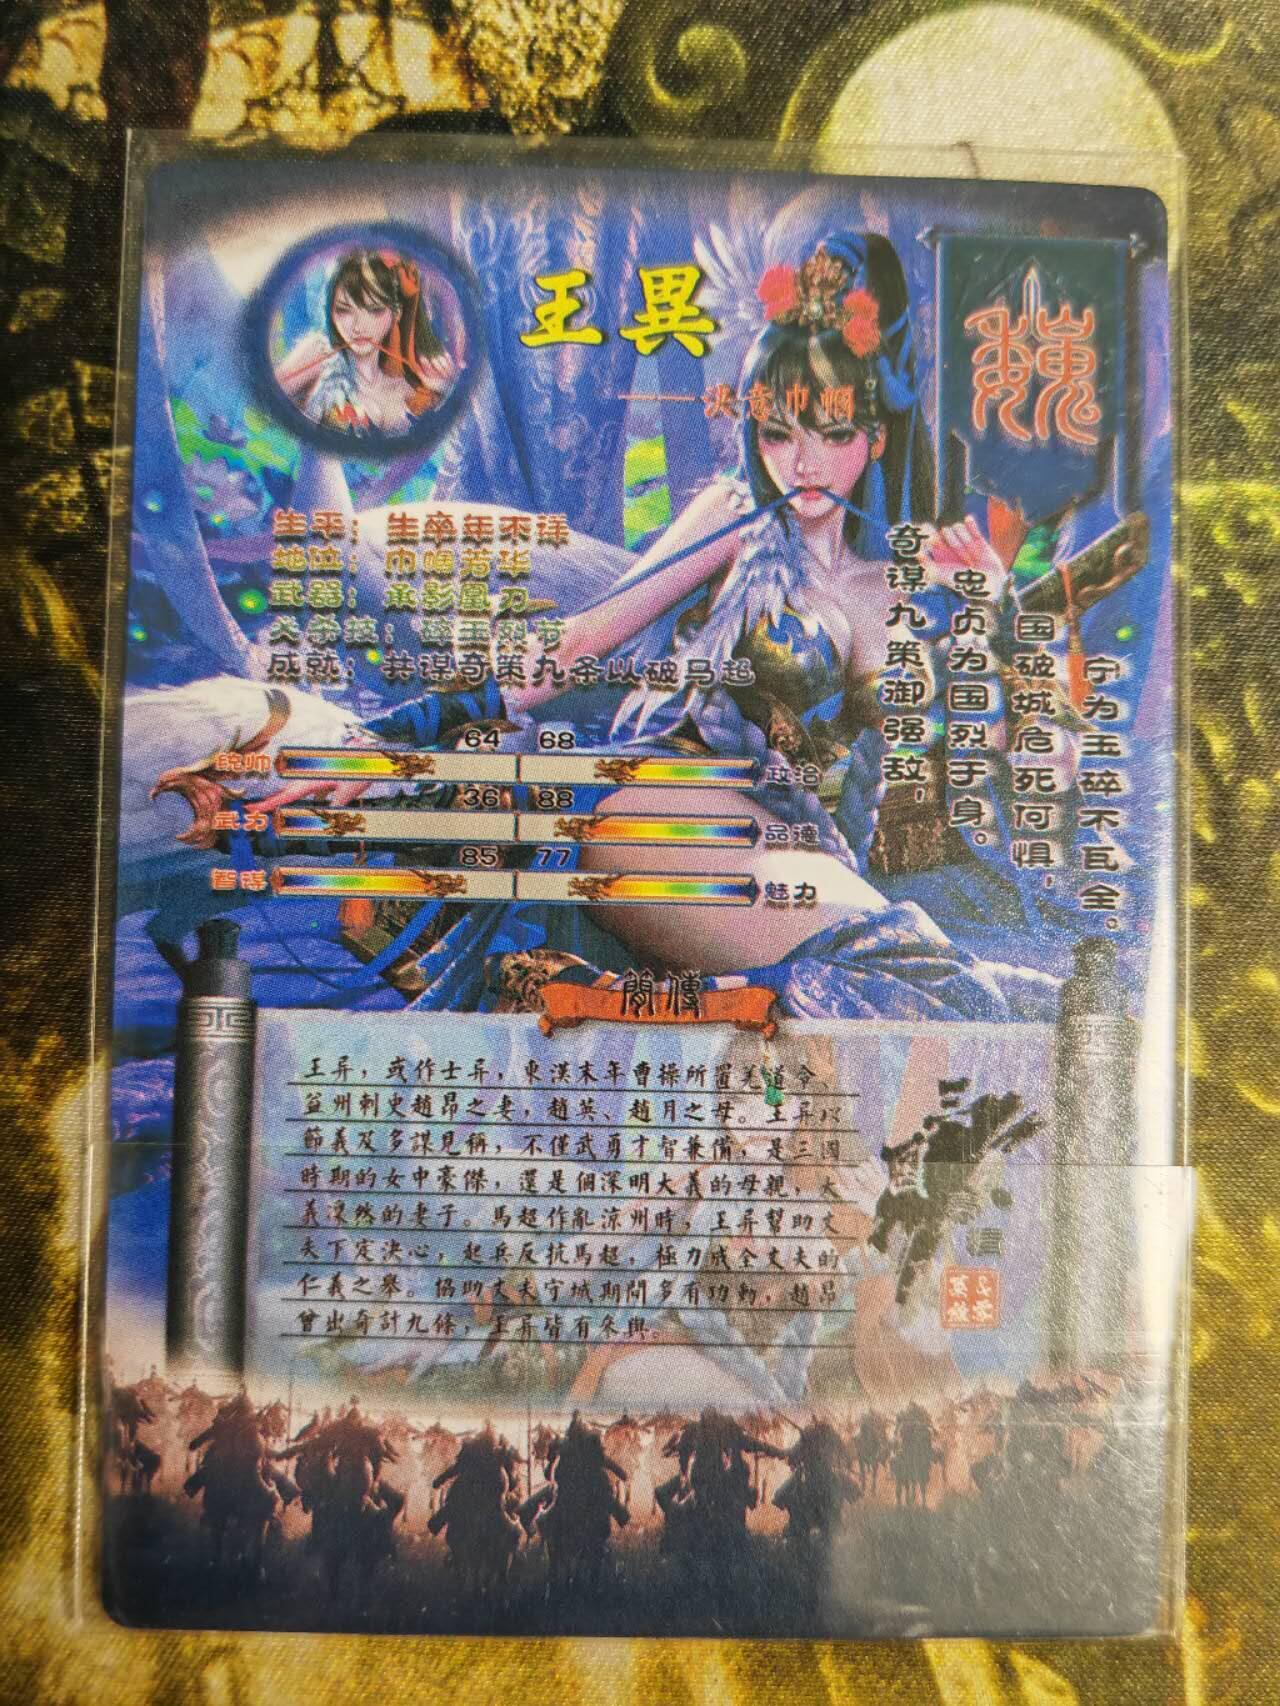 王異
——決意巾幗
魏
生平：生卒年不详
地位：巾帼若华
武器：承影凰刀
必杀技：碎玉烈节
成就：共谋奇策九条以破马超
奇谋九策御强敌，
忠贞为国烈于身。
国破城危死何惧，
宁为玉碎不瓦全。
64 68
统帅 政治
36 88
武力 品德
85 77
智谋 魅力
簡傳
王异，或作士异，東漢末年曹操所置羌道令、
益州刺史趙昂之妻，趙英、趙月之母。王异以
節義及多謀見稱，不僅武勇才智兼備，是三國
時期的女中豪傑，還是個深明大義的母親，大
義凜然的妻子。馬超作亂涼州時，王异幫助丈
夫下定決心，起兵反抗馬超，極力成全丈夫的
仁義之舉。協助丈夫守城期間多有功勳，趙昂
曾出奇計九條，王异皆有參與。